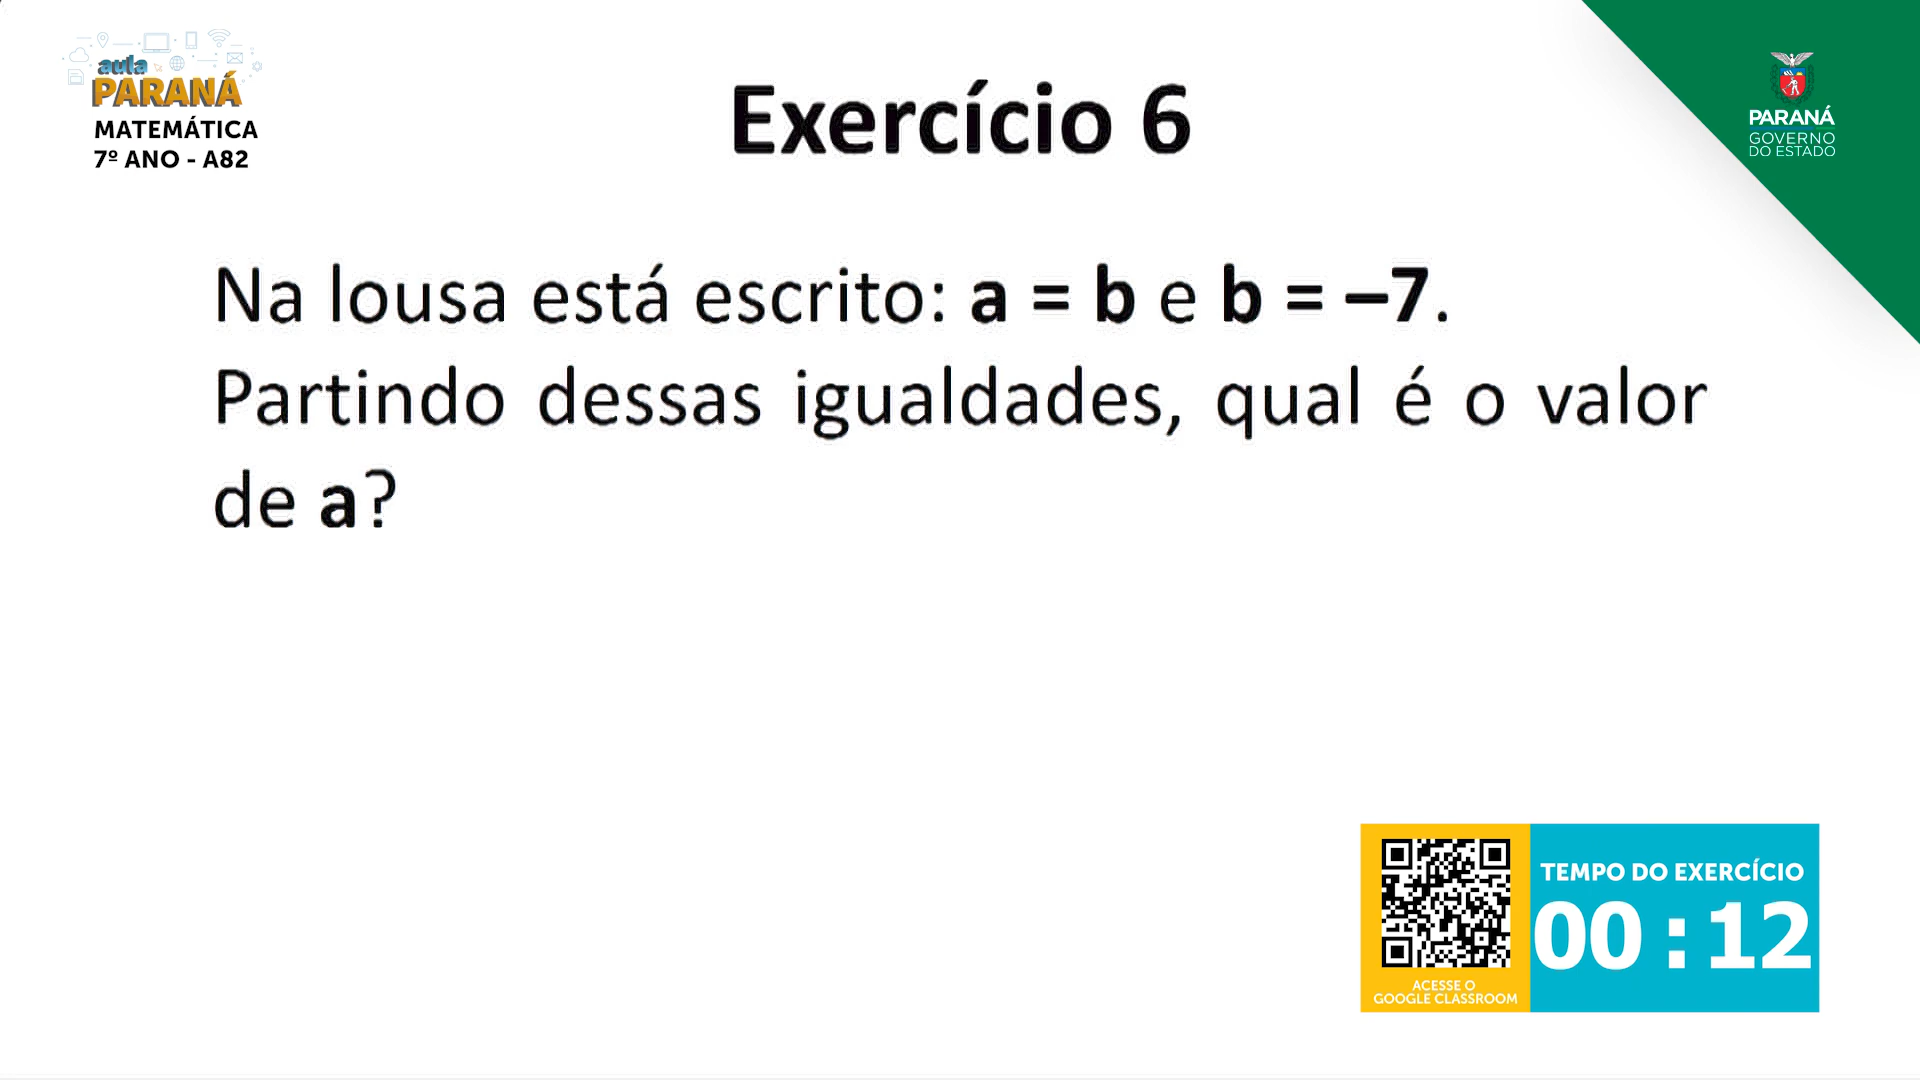 aula
PARANÁ
MATEMÁTICA
7º ANO - A82
Exercício 6
PARANÁ
GOVERNO
DO ESTADO
Na lousa está escrito: a = b e b = –7.
Partindo dessas igualdades, qual é o valor
de a?
TEMPO DO EXERCÍCIO
00 : 12
ACESSE O
GOOGLE CLASSROOM